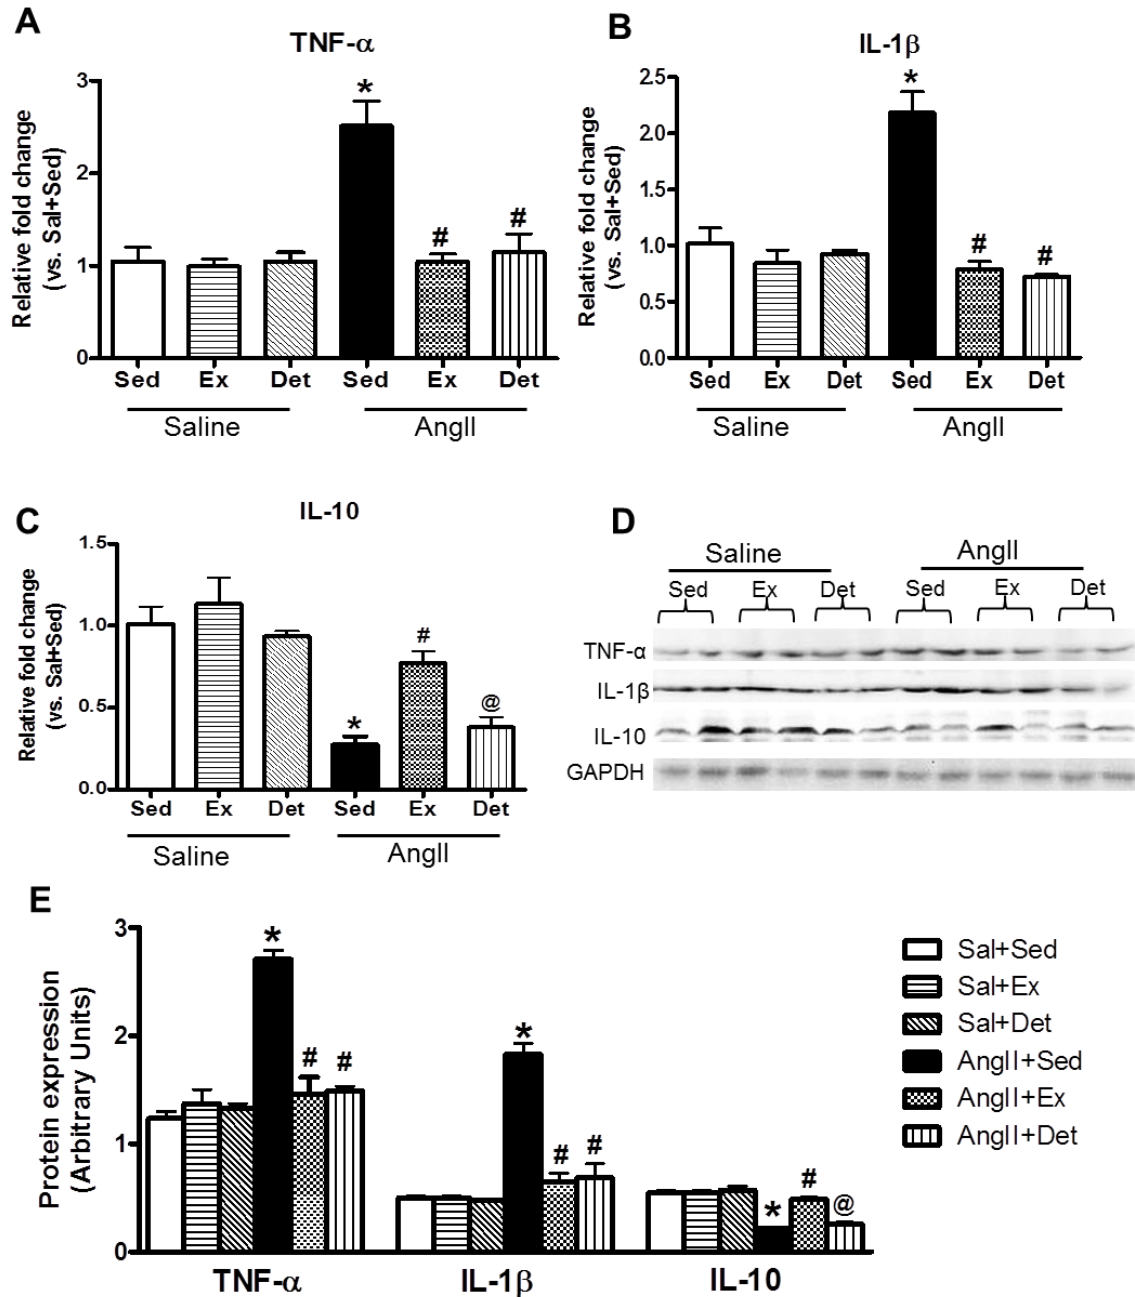 A
TNF-α
Relative fold change
(vs. Sal+Sed)
3
2
1
0
*
#
#
Sed Ex Det Sed Ex Det
Saline AngII
B
IL-1β
Relative fold change
(vs. Sal+Sed)
2.5
2.0
1.5
1.0
0.5
0.0
*
#
#
Sed Ex Det Sed Ex Det
Saline AngII
C
IL-10
Relative fold change
(vs. Sal+Sed)
1.5
1.0
0.5
0.0
*
#
@
Sed Ex Det Sed Ex Det
Saline AngII
D
Saline AngII
Sed Ex Det Sed Ex Det
TNF-α
IL-1β
IL-10
GAPDH
E
Protein expression
(Arbitrary Units)
3
2
1
0
* # #
* # #
* # @
TNF-α IL-1β IL-10
Sal+Sed
Sal+Ex
Sal+Det
AngII+Sed
AngII+Ex
AngII+Det